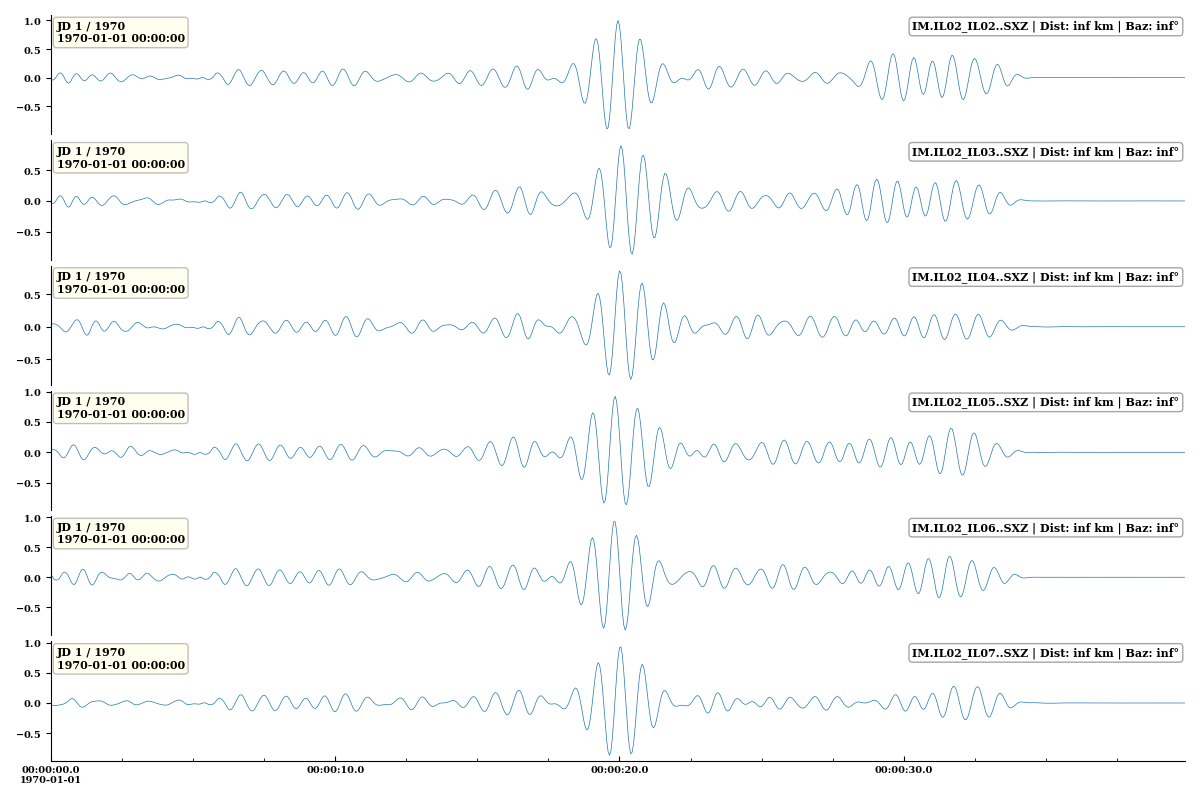 JD 1 / 1970
1970-01-01 00:00:00
IM.IL02_IL02..SXZ | Dist: inf km | Baz: inf°
1.0
0.5
0.0
−0.5
JD 1 / 1970
1970-01-01 00:00:00
IM.IL02_IL03..SXZ | Dist: inf km | Baz: inf°
0.5
0.0
−0.5
JD 1 / 1970
1970-01-01 00:00:00
IM.IL02_IL04..SXZ | Dist: inf km | Baz: inf°
0.5
0.0
−0.5
JD 1 / 1970
1970-01-01 00:00:00
IM.IL02_IL05..SXZ | Dist: inf km | Baz: inf°
1.0
0.5
0.0
−0.5
JD 1 / 1970
1970-01-01 00:00:00
IM.IL02_IL06..SXZ | Dist: inf km | Baz: inf°
1.0
0.5
0.0
−0.5
JD 1 / 1970
1970-01-01 00:00:00
IM.IL02_IL07..SXZ | Dist: inf km | Baz: inf°
1.0
0.5
0.0
−0.5
00:00:00.0 00:00:10.0 00:00:20.0 00:00:30.0
1970-01-01